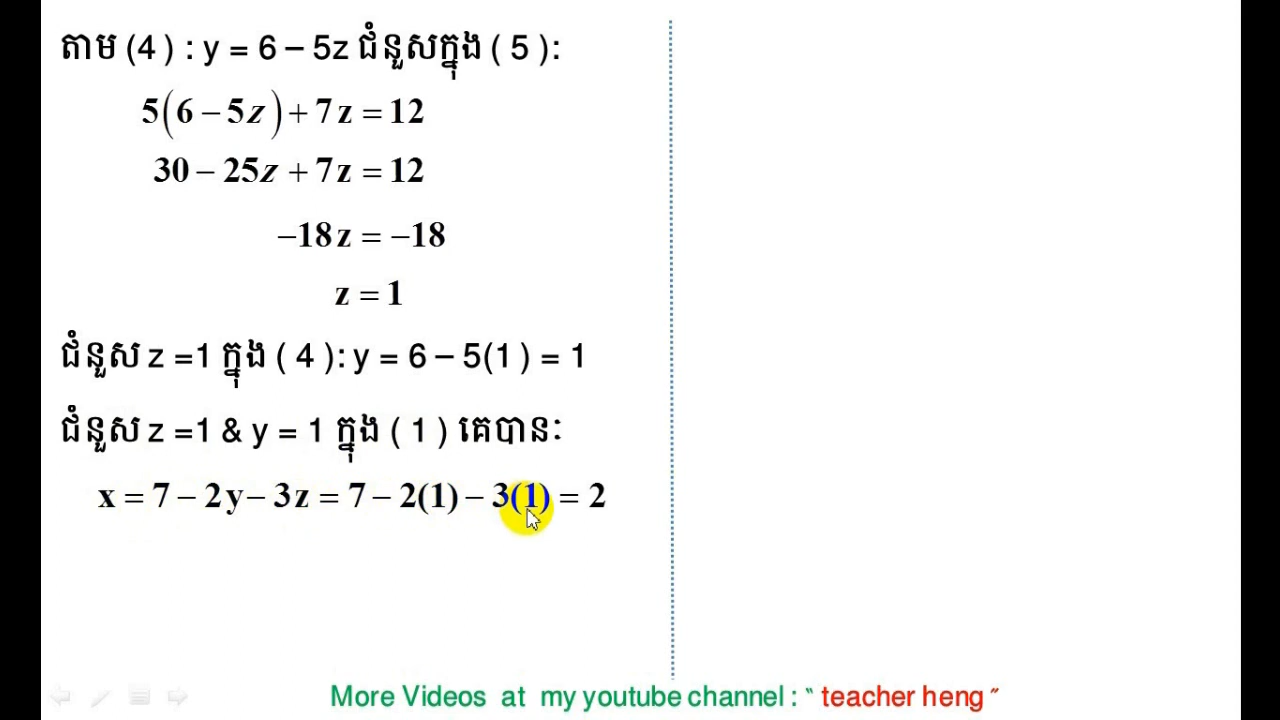 តាម (4 ) : y = 6 – 5z ជំនួសក្នុង ( 5 ):
5(6 – 5z) + 7z = 12
30 – 25z + 7z = 12
–18z = –18
z = 1
ជំនួស z =1 ក្នុង ( 4 ): y = 6 – 5(1 ) = 1
ជំនួស z =1 & y = 1 ក្នុង ( 1 ) គេបានៈ
x = 7 – 2y – 3z = 7 – 2(1) – 3(1) = 2
More Videos at my youtube channel : “ teacher heng ”